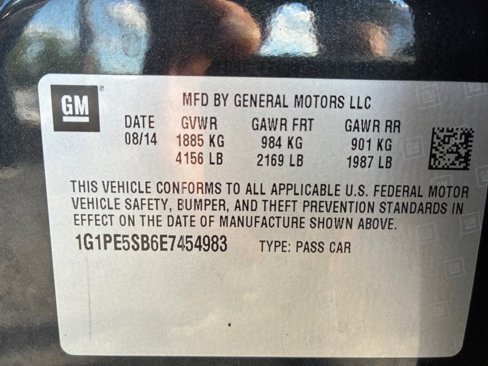 GM ® MFD BY GENERAL MOTORS LLC
DATE GVWR GAWR FRT GAWR RR
08/14 1885 KG 984 KG 901 KG
4156 LB 2169 LB 1987 LB
THIS VEHICLE CONFORMS TO ALL APPLICABLE U.S. FEDERAL MOTOR
VEHICLE SAFETY, BUMPER, AND THEFT PREVENTION STANDARDS IN
EFFECT ON THE DATE OF MANUFACTURE SHOWN ABOVE.
1G1PE5SB6E7454983 TYPE: PASS CAR